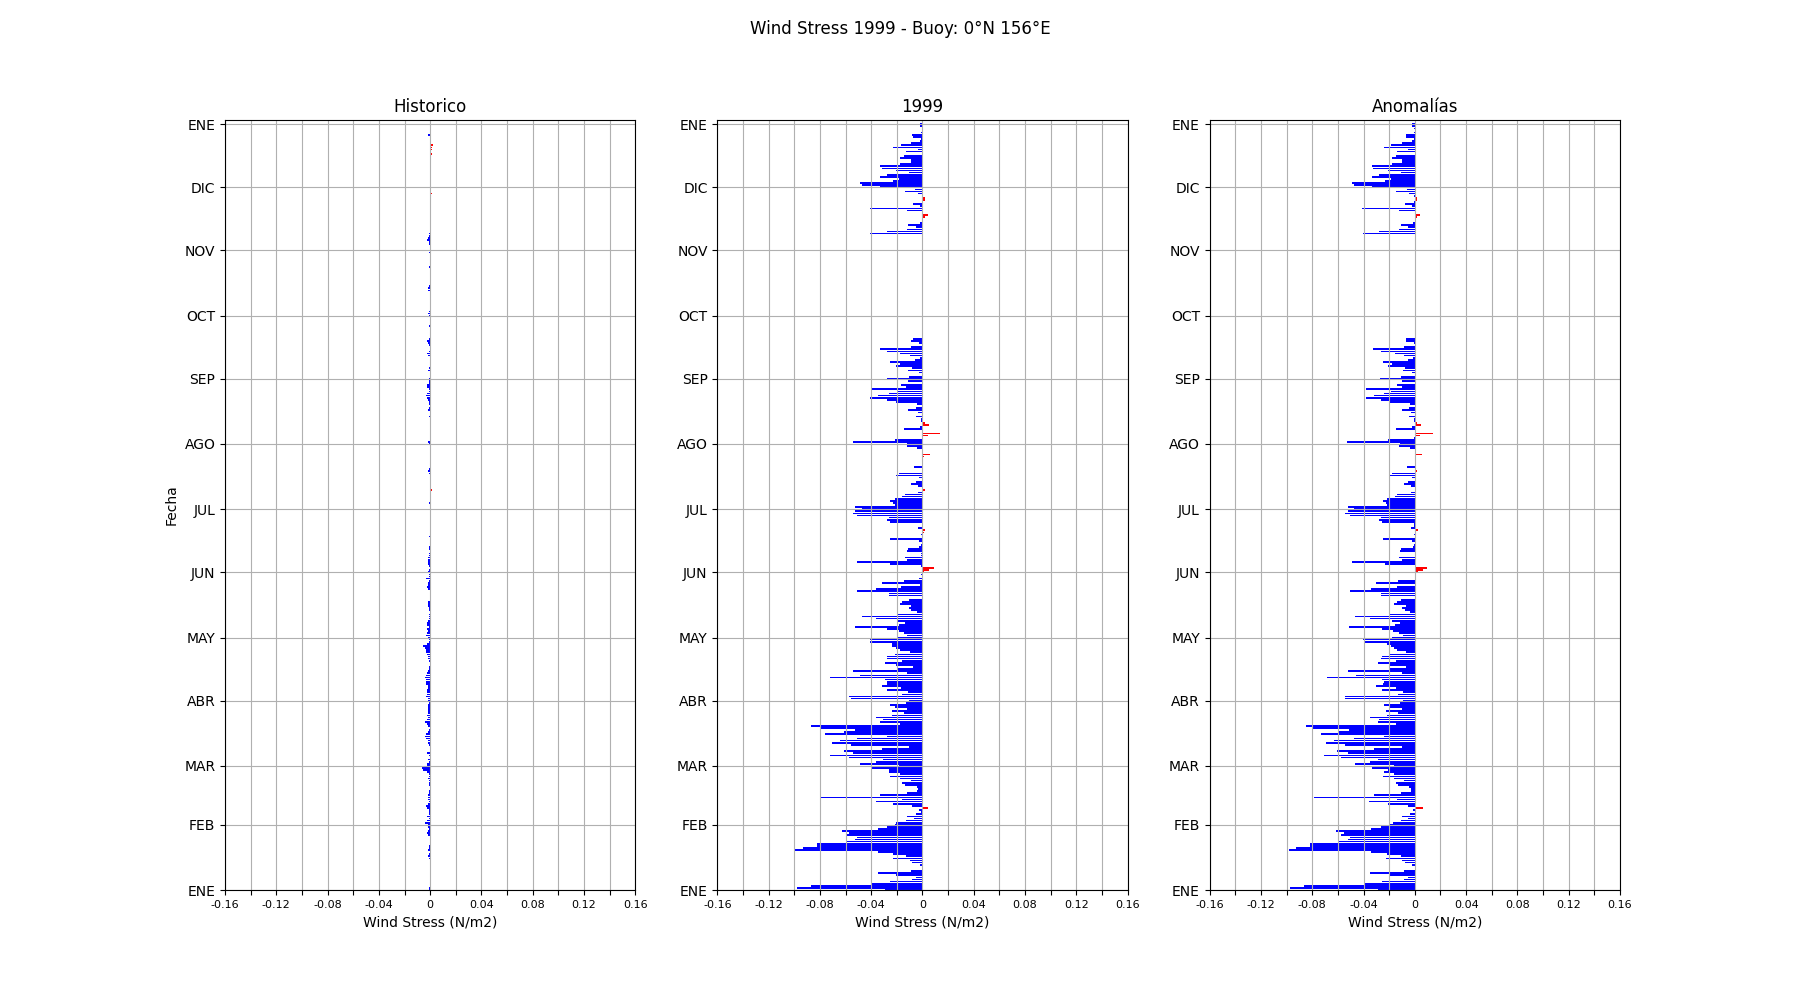 Wind Stress 1999 - Buoy: 0°N 156°E
Historico
ENE
DIC
NOV
OCT
SEP
AGO
JUL
JUN
MAY
ABR
MAR
FEB
ENE
Fecha
-0.16 -0.12 -0.08 -0.04 0 0.04 0.08 0.12 0.16
Wind Stress (N/m2)
1999
ENE
DIC
NOV
OCT
SEP
AGO
JUL
JUN
MAY
ABR
MAR
FEB
ENE
-0.16 -0.12 -0.08 -0.04 0 0.04 0.08 0.12 0.16
Wind Stress (N/m2)
Anomalías
ENE
DIC
NOV
OCT
SEP
AGO
JUL
JUN
MAY
ABR
MAR
FEB
ENE
-0.16 -0.12 -0.08 -0.04 0 0.04 0.08 0.12 0.16
Wind Stress (N/m2)